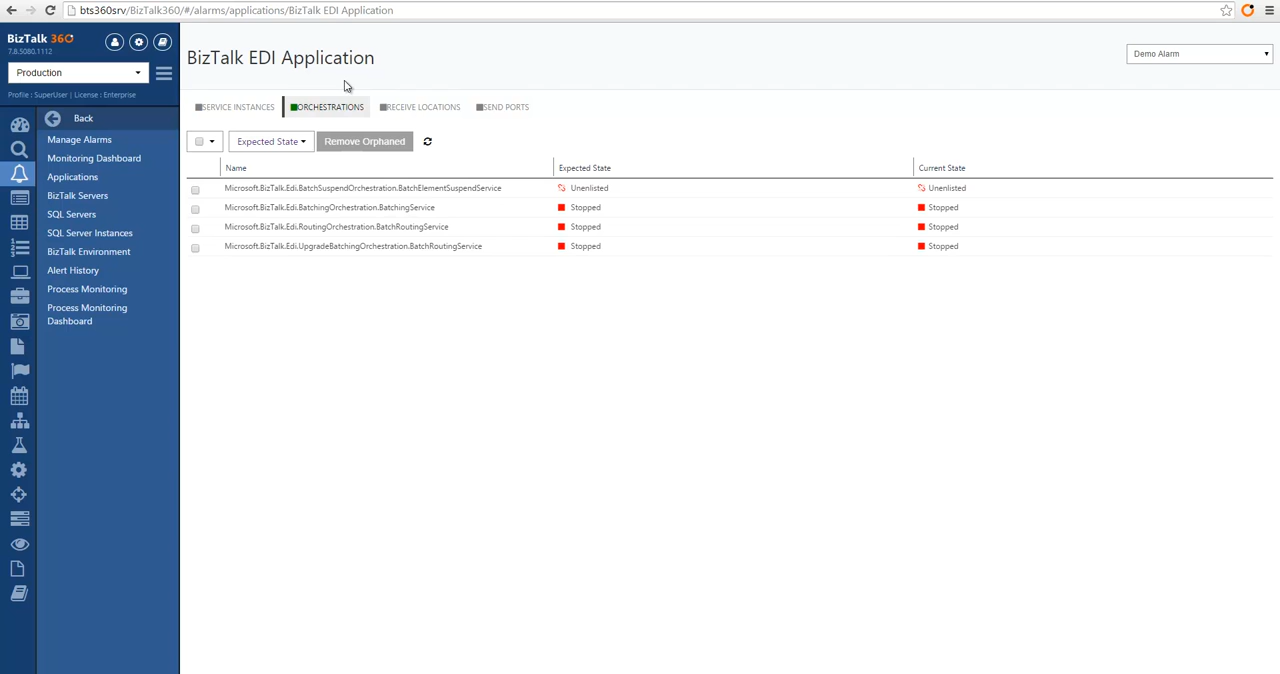 bts360srv/BizTalk360/#/alarms/applications/BizTalk EDI Application
BizTalk 360
7.8.5080.1112
Production
Profile : SuperUser | License : Enterprise
Back
Manage Alarms
Monitoring Dashboard
Applications
BizTalk Servers
SQL Servers
SQL Server Instances
BizTalk Environment
Alert History
Process Monitoring
Process Monitoring
Dashboard
BizTalk EDI Application
Demo Alarm
SERVICE INSTANCES ORCHESTRATIONS RECEIVE LOCATIONS SEND PORTS
Expected State Remove Orphaned
Name Expected State Current State
Microsoft.BizTalk.Edi.BatchSuspendOrchestration.BatchElementSuspendService Unenlisted Unenlisted
Microsoft.BizTalk.Edi.BatchingOrchestration.BatchingService Stopped Stopped
Microsoft.BizTalk.Edi.RoutingOrchestration.BatchRoutingService Stopped Stopped
Microsoft.BizTalk.Edi.UpgradeBatchingOrchestration.BatchRoutingService Stopped Stopped